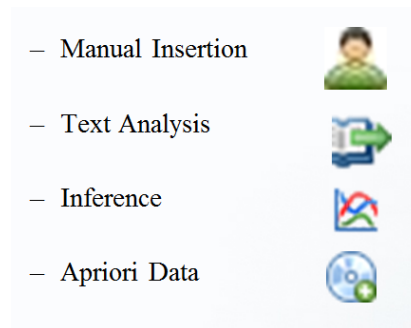 – Manual Insertion
– Text Analysis
– Inference
– Apriori Data